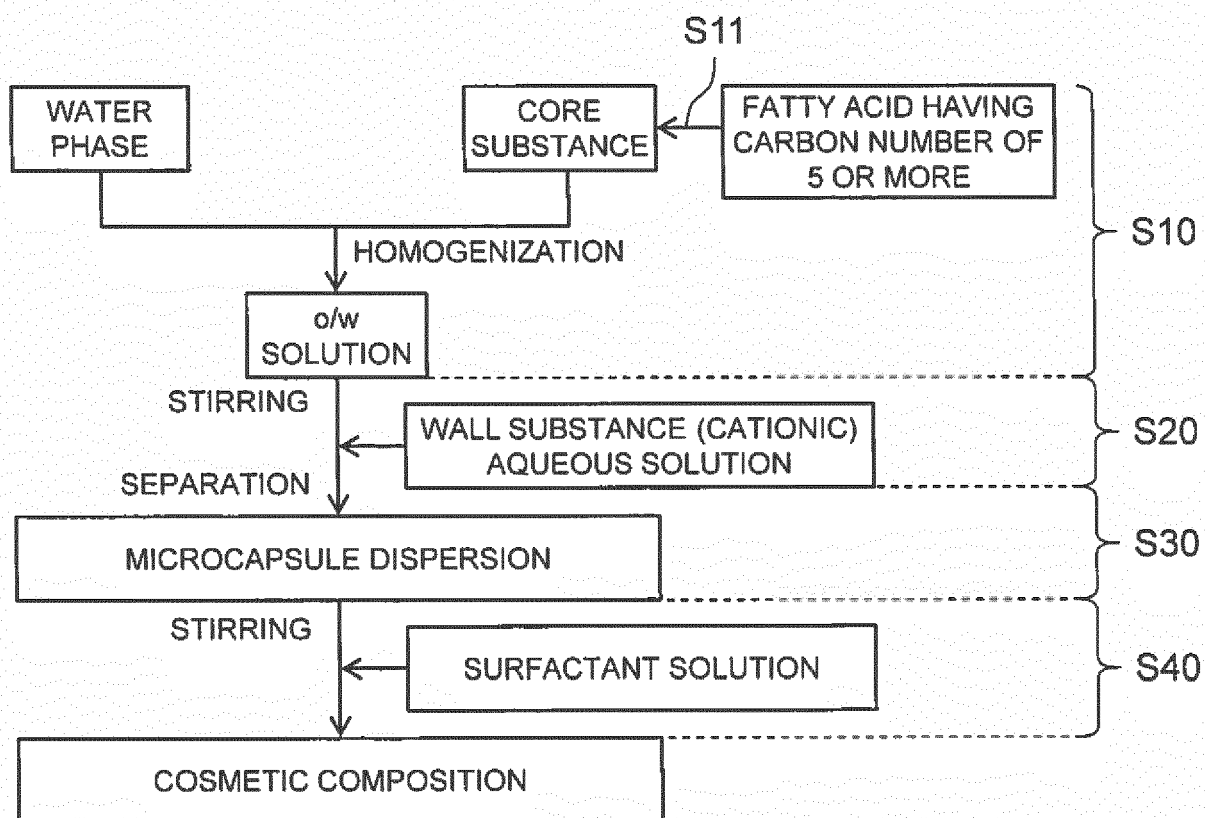 S11
WATER
PHASE
CORE
SUBSTANCE
FATTY ACID HAVING
CARBON NUMBER OF
5 OR MORE
S10
HOMOGENIZATION
o/w
SOLUTION
STIRRING
WALL SUBSTANCE (CATIONIC)
AQUEOUS SOLUTION
S20
SEPARATION
MICROCAPSULE DISPERSION
S30
STIRRING
SURFACTANT SOLUTION
S40
COSMETIC COMPOSITION